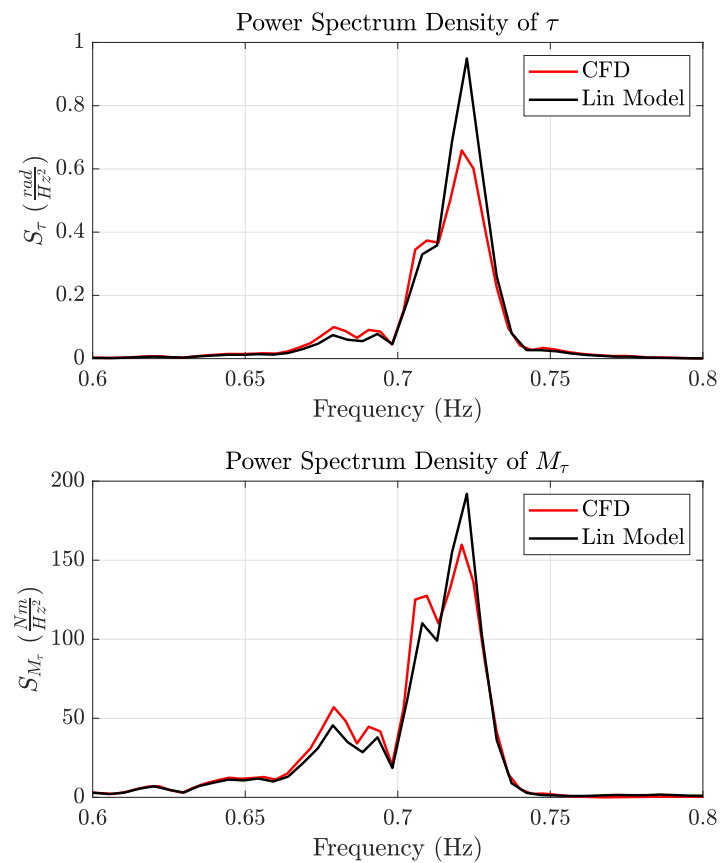 Power Spectrum Density of τ
1
0.8
0.6
0.4
0.2
0
S_τ (rad/Hz²)
CFD
Lin Model
0.6 0.65 0.7 0.75 0.8
Frequency (Hz)
Power Spectrum Density of M_τ
200
150
100
50
0
S_{M_τ} (Nm/Hz²)
CFD
Lin Model
0.6 0.65 0.7 0.75 0.8
Frequency (Hz)